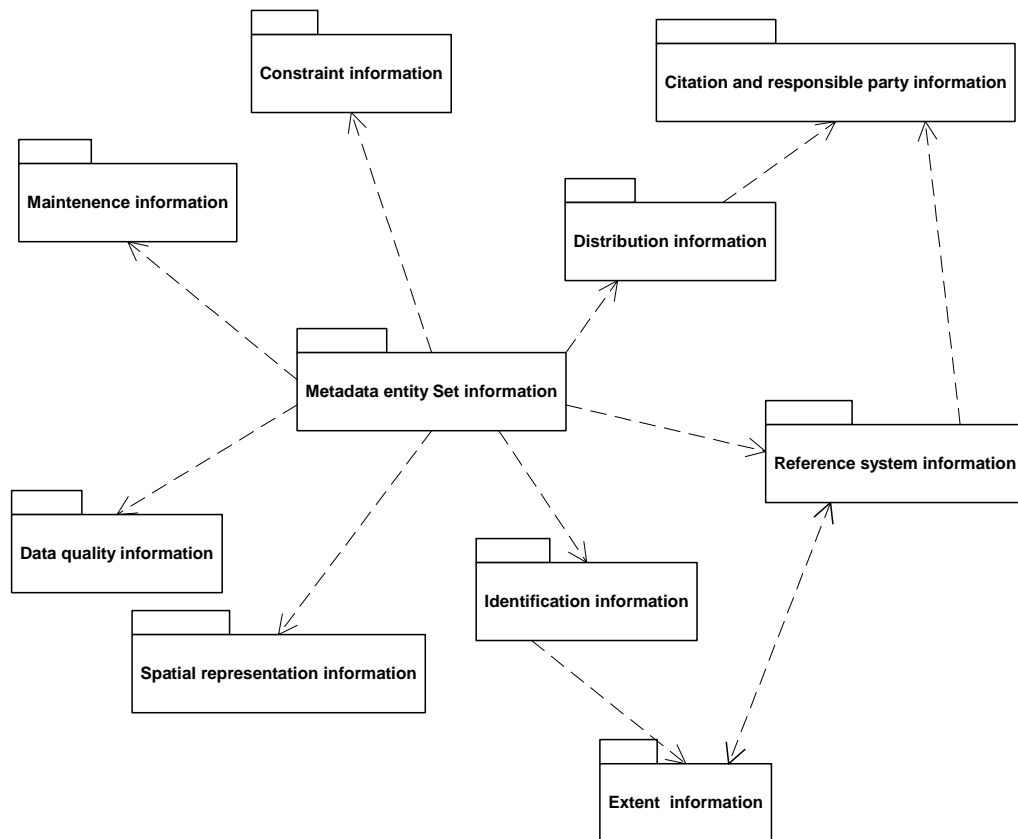 Constraint information
Citation and responsible party information
Maintenence information
Distribution information
Metadata entity Set information
Reference system information
Data quality information
Identification information
Spatial representation information
Extent information